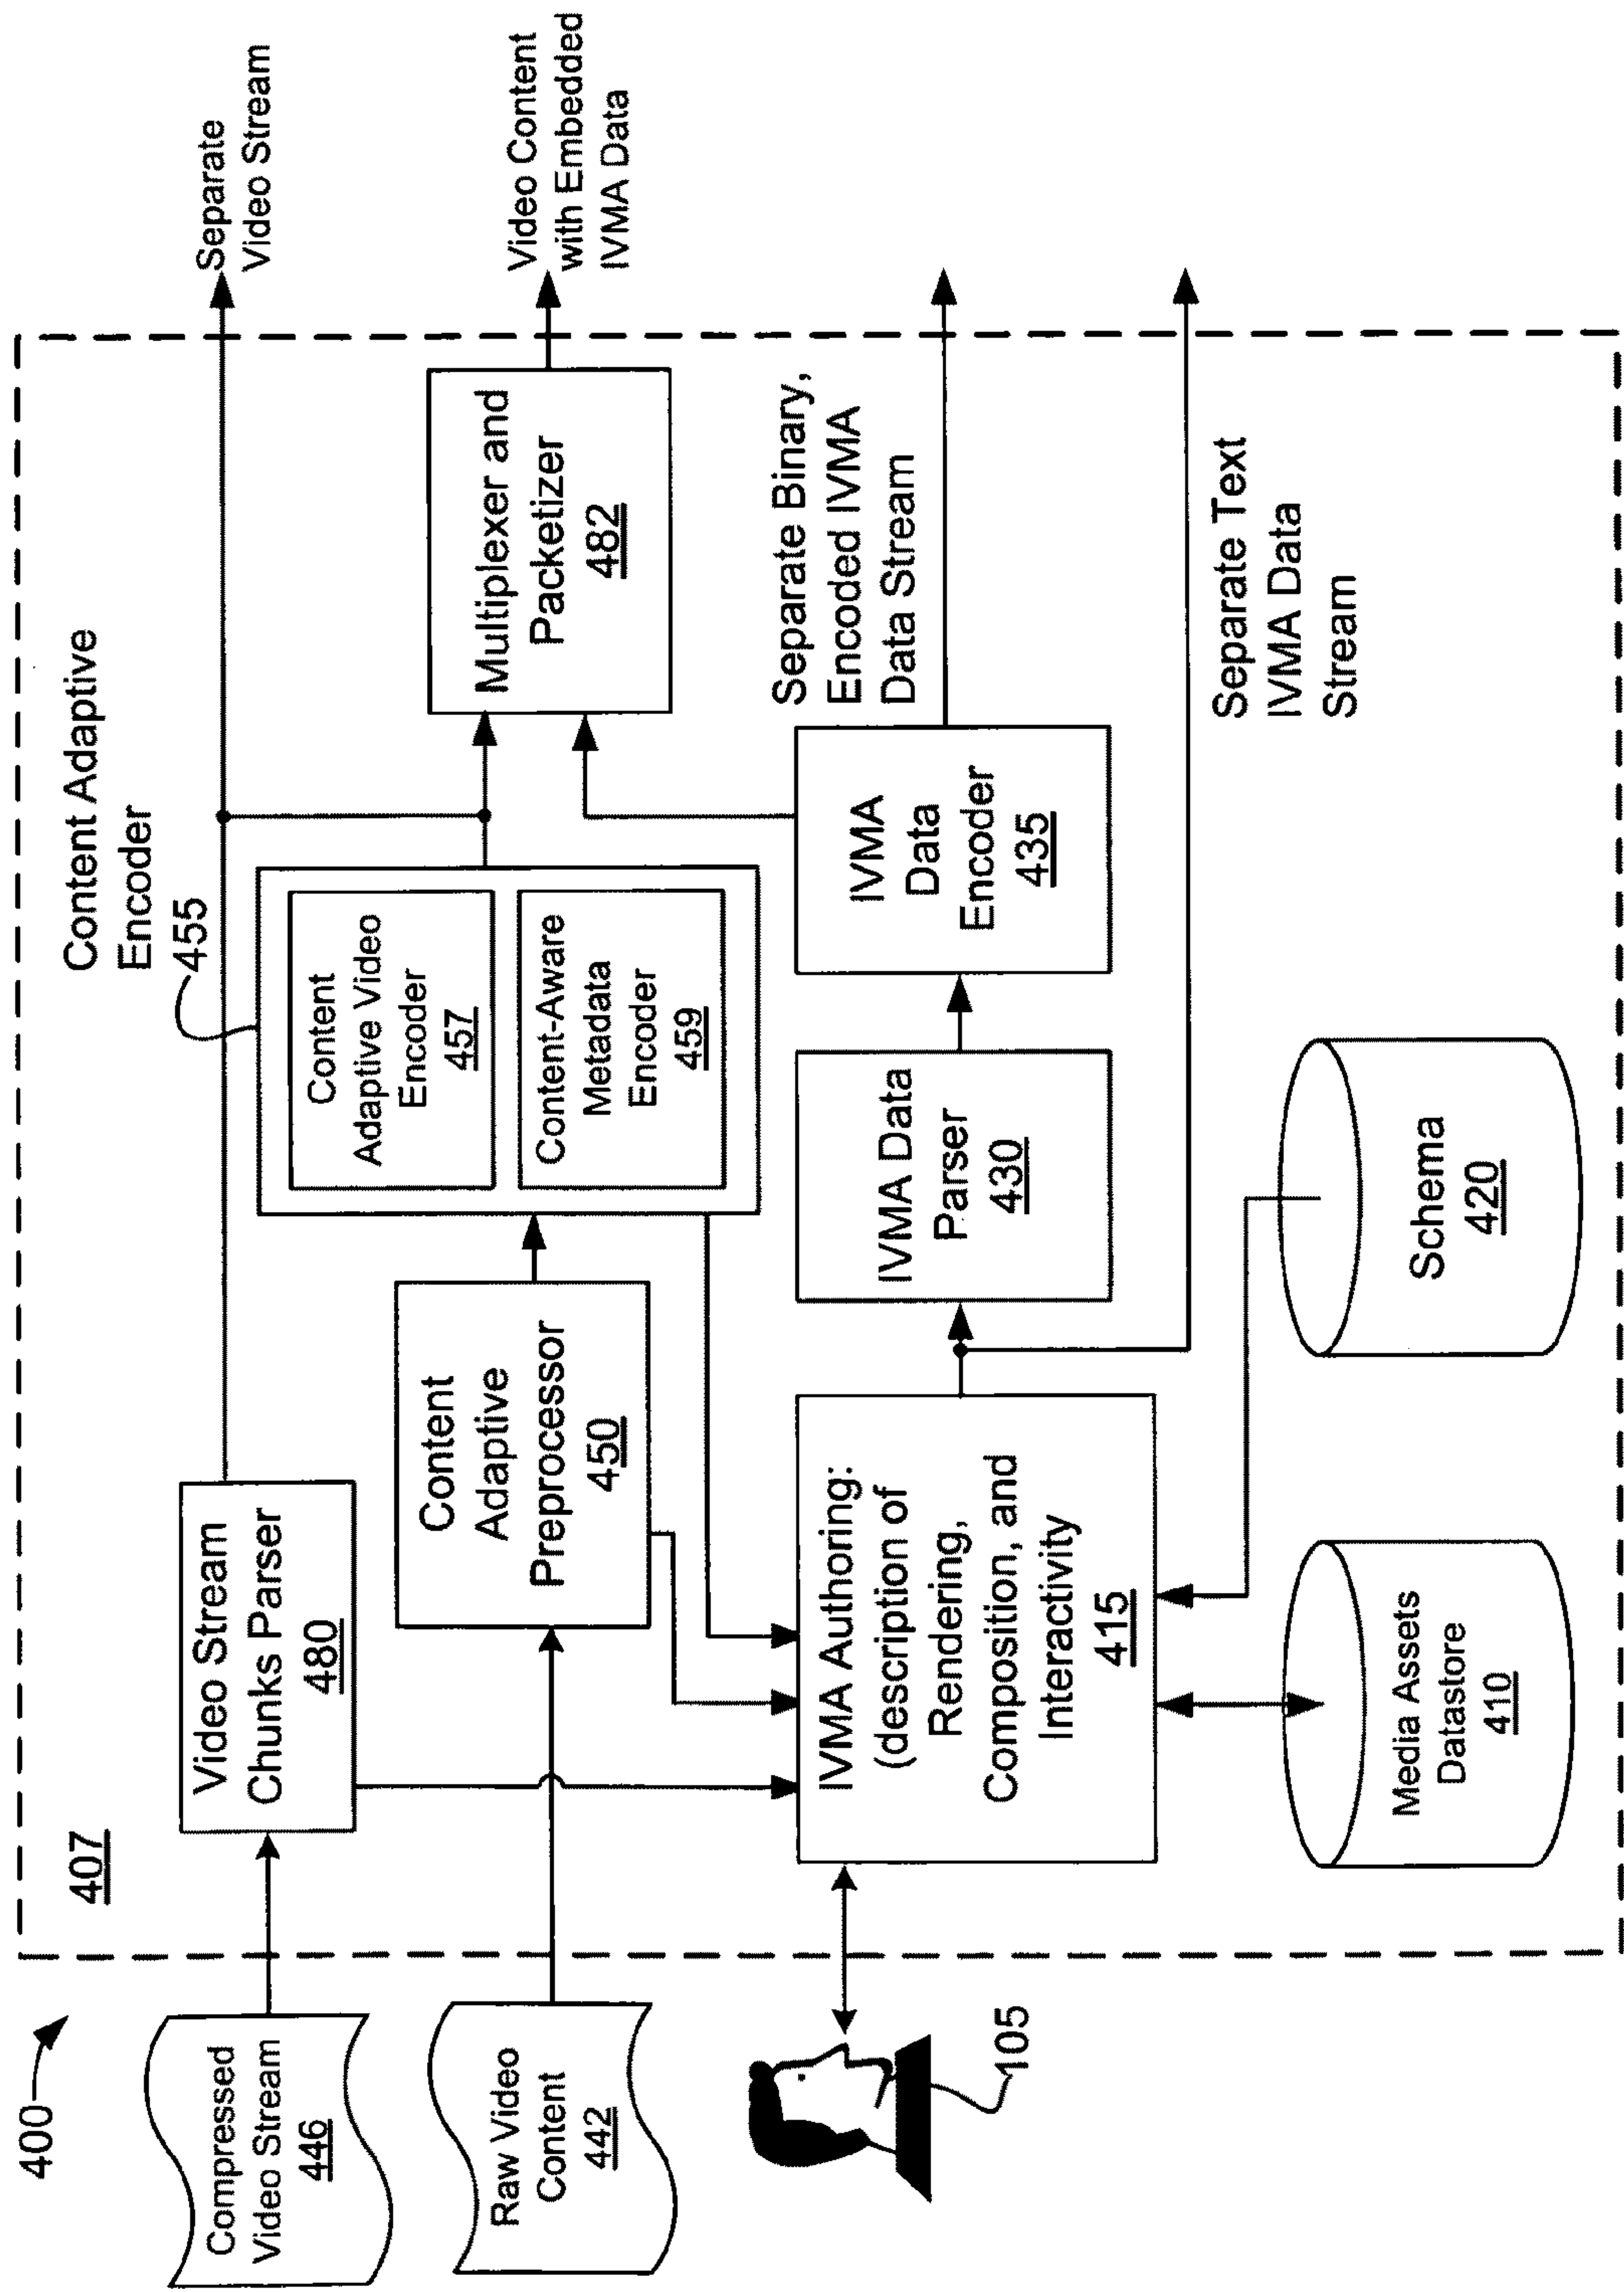 400
407
Compressed
Video Stream
446
Raw Video
Content
442
105
Video Stream
Chunks Parser
480
Content
Adaptive
Preprocessor
450
Content Adaptive
Encoder
455
Content
Adaptive Video
Encoder
457
Content-Aware
Metadata
Encoder
459
Multiplexer and
Packetizer
482
Separate
Video Stream
Video Content
with Embedded
IVMA Data
IVMA Authoring:
(description of
Rendering,
Composition, and
Interactivity
415
IVMA Data
Parser
430
IVMA
Data
Encoder
435
Separate Binary,
Encoded IVMA
Data Stream
Separate Text
IVMA Data
Stream
Media Assets
Datastore
410
Schema
420